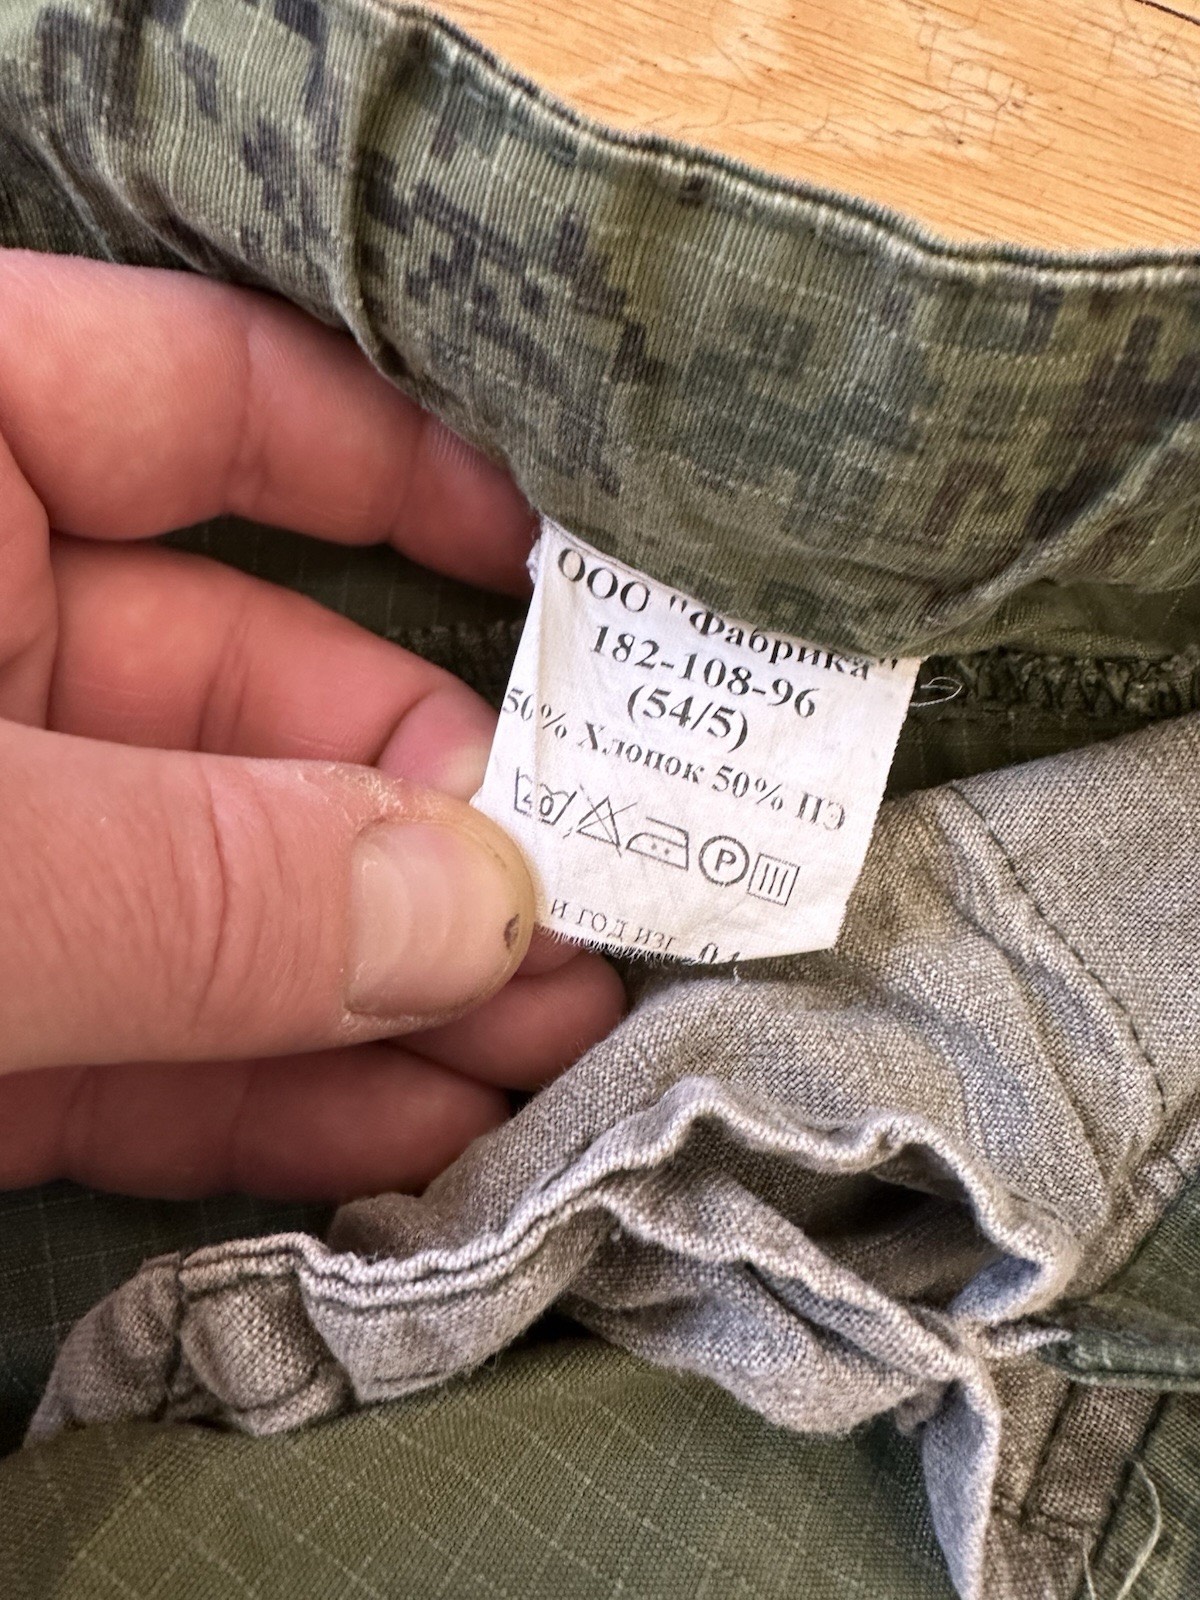 ООО "Фабрика"
182-108-96
(54/5)
50% Хлопок 50% ПЭ
40 P
и год изг.